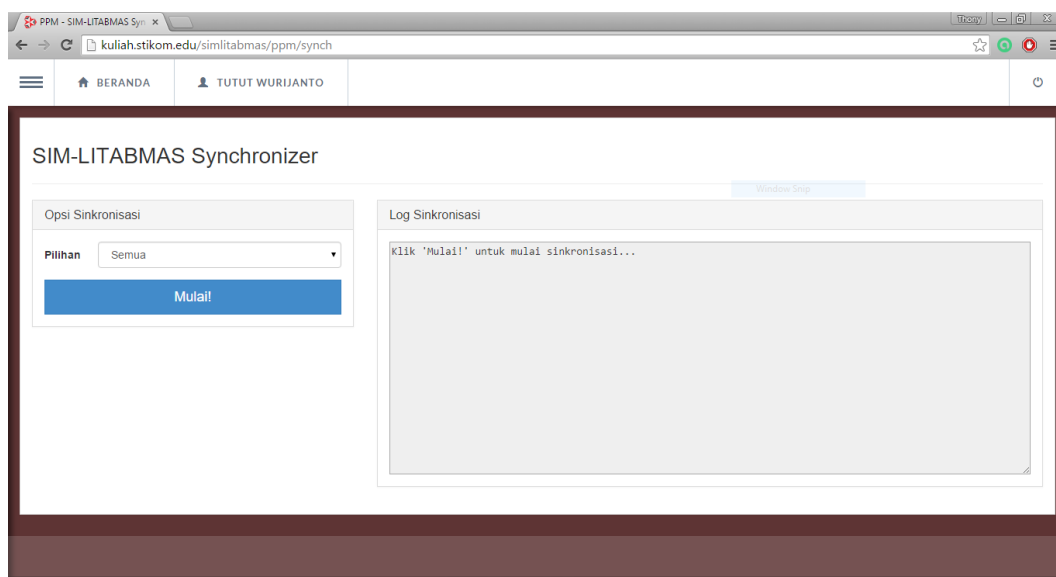 PPM - SIM-LITABMAS Syn
Thony
kuliah.stikom.edu/simlitabmas/ppm/synch
BERANDA
TUTUT WURIJANTO
SIM-LITABMAS Synchronizer
Window Snip
Opsi Sinkronisasi
Log Sinkronisasi
Pilihan
Semua
Klik 'Mulai!' untuk mulai sinkronisasi...
Mulai!